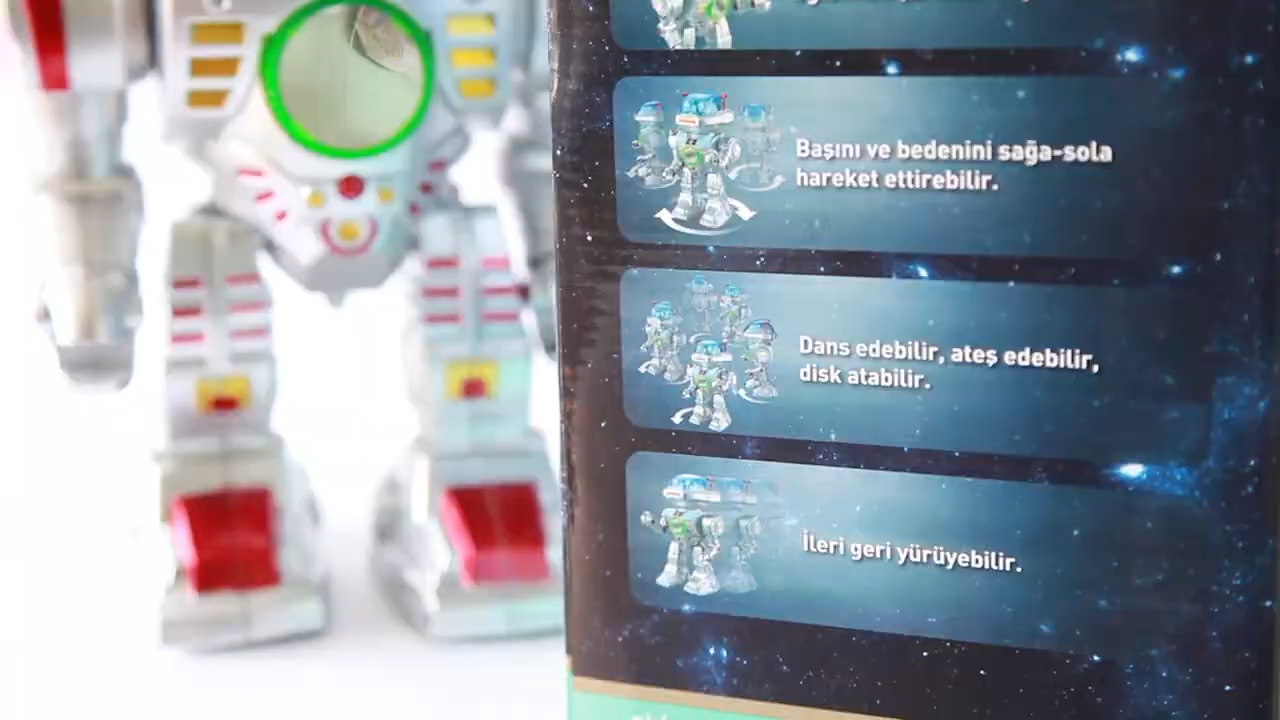 Başını ve bedenini sağa-sola
hareket ettirebilir.
Dans edebilir, ateş edebilir,
disk atabilir.
İleri geri yürüyebilir.